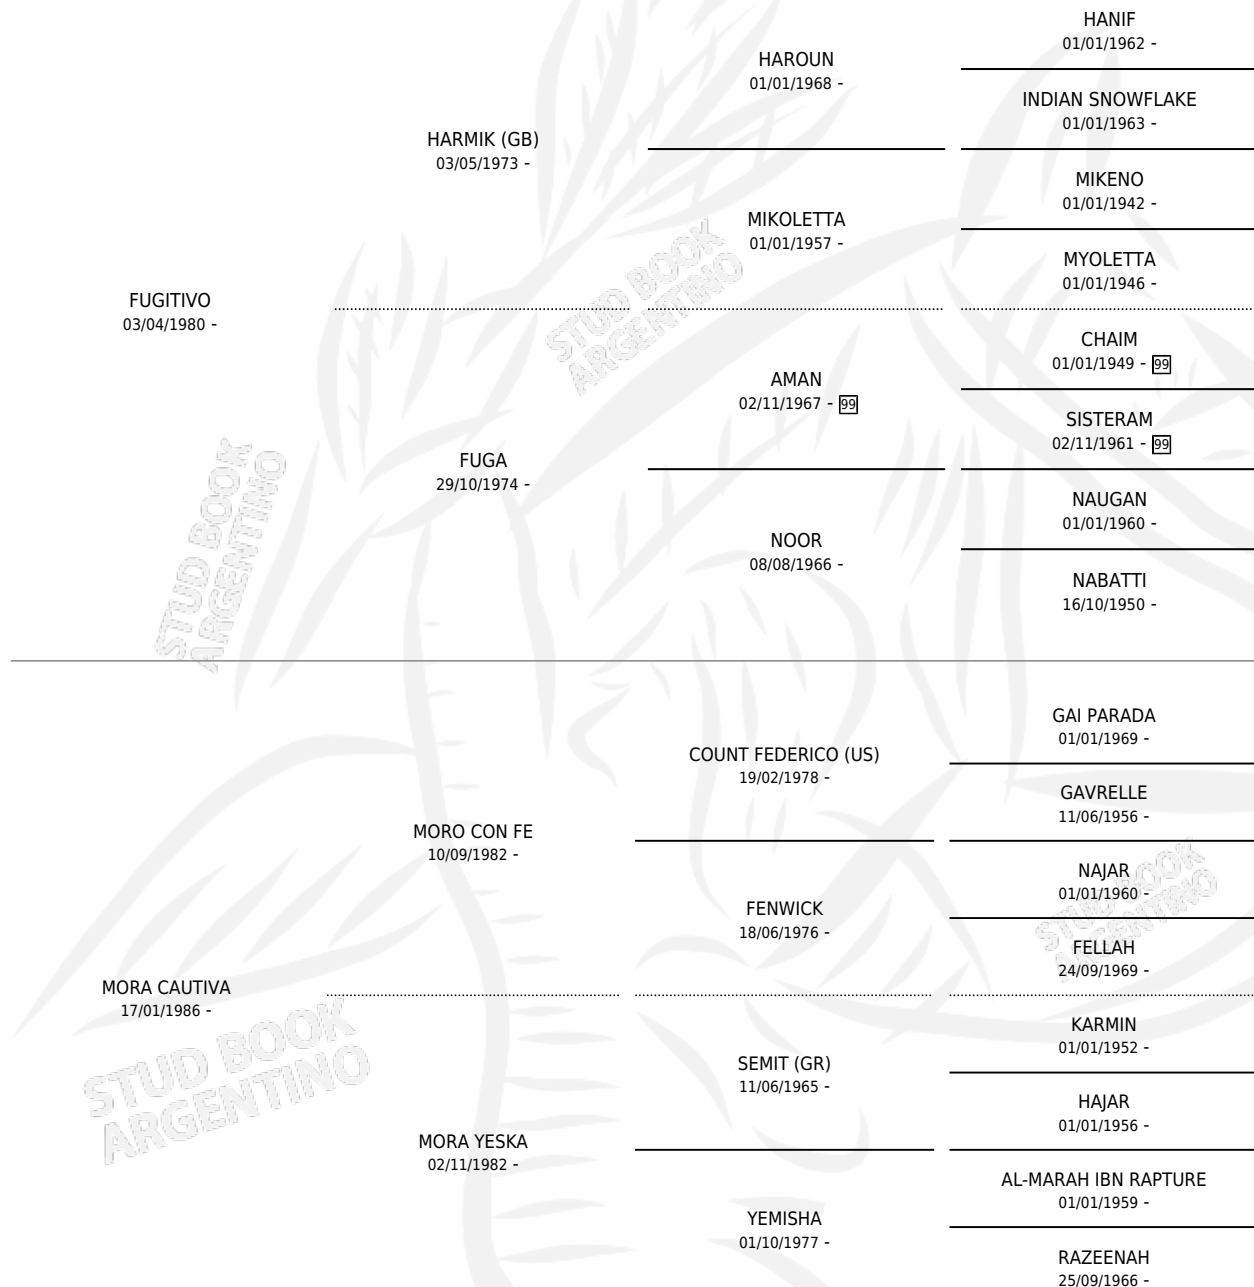 HANIF
01/01/1962 -
HAROUN
01/01/1968 -
INDIAN SNOWFLAKE
01/01/1963 -
HARMIK (GB)
03/05/1973 -
MIKENO
01/01/1942 -
MIKOLETTA
01/01/1957 -
MYOLETTA
01/01/1946 -
FUGITIVO
03/04/1980 -
CHAIM
01/01/1949 - 99
AMAN
02/11/1967 - 99
SISTERAM
02/11/1961 - 99
FUGA
29/10/1974 -
NAUGAN
01/01/1960 -
NOOR
08/08/1966 -
NABATTI
16/10/1950 -
GAI PARADA
01/01/1969 -
COUNT FEDERICO (US)
19/02/1978 -
GAVRELLE
11/06/1956 -
MORO CON FE
10/09/1982 -
NAJAR
01/01/1960 -
FENWICK
18/06/1976 -
FELLAH
24/09/1969 -
MORA CAUTIVA
17/01/1986 -
KARMIN
01/01/1952 -
SEMIT (GR)
11/06/1965 -
HAJAR
01/01/1956 -
MORA YESKA
02/11/1982 -
AL-MARAH IBN RAPTURE
01/01/1959 -
YEMISHA
01/10/1977 -
RAZEENAH
25/09/1966 -
STUD BOOK
ARGENTINO
STUD BOOK
ARGENTINO
STUD BOOK
ARGENTINO
STUD BOOK
ARGENTINO